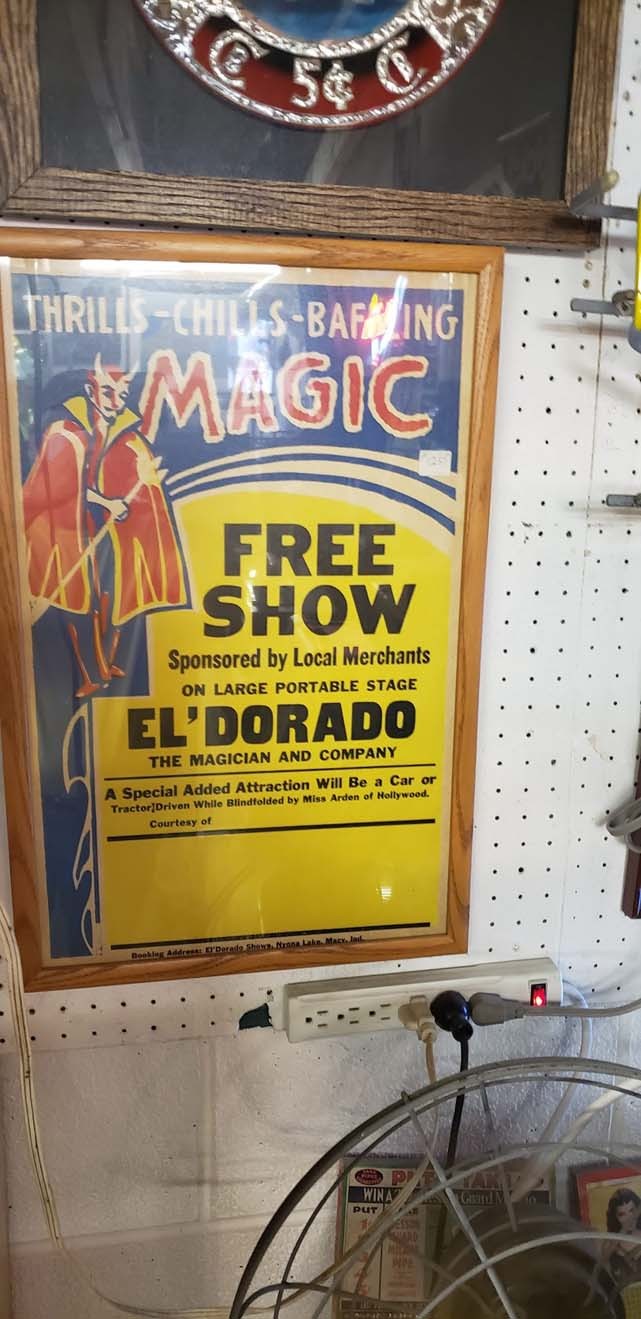 5¢
THRILLS-CHILLS-BAFFLING
MAGIC
FREE
SHOW
Sponsored by Local Merchants
ON LARGE PORTABLE STAGE
EL'DORADO
THE MAGICIAN AND COMPANY
A Special Added Attraction Will Be a Car or
Tractor Driven While Blindfolded by Miss Arden of Hollywood.
Courtesy of
Booking Address: El'Dorado Shows, Nyona Lake, Macy, Ind.
WIN A
PUT